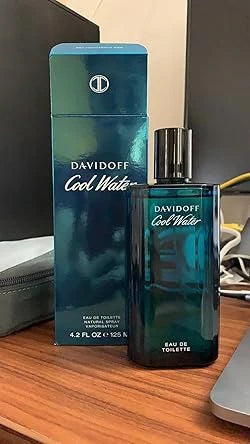 DAVIDOFF
Cool Water
EAU DE TOILETTE
NATURAL SPRAY
VAPORISATEUR
4.2 FL OZ ℮ 125 M
DAVIDOFF
Cool Water
EAU DE
TOILETTE